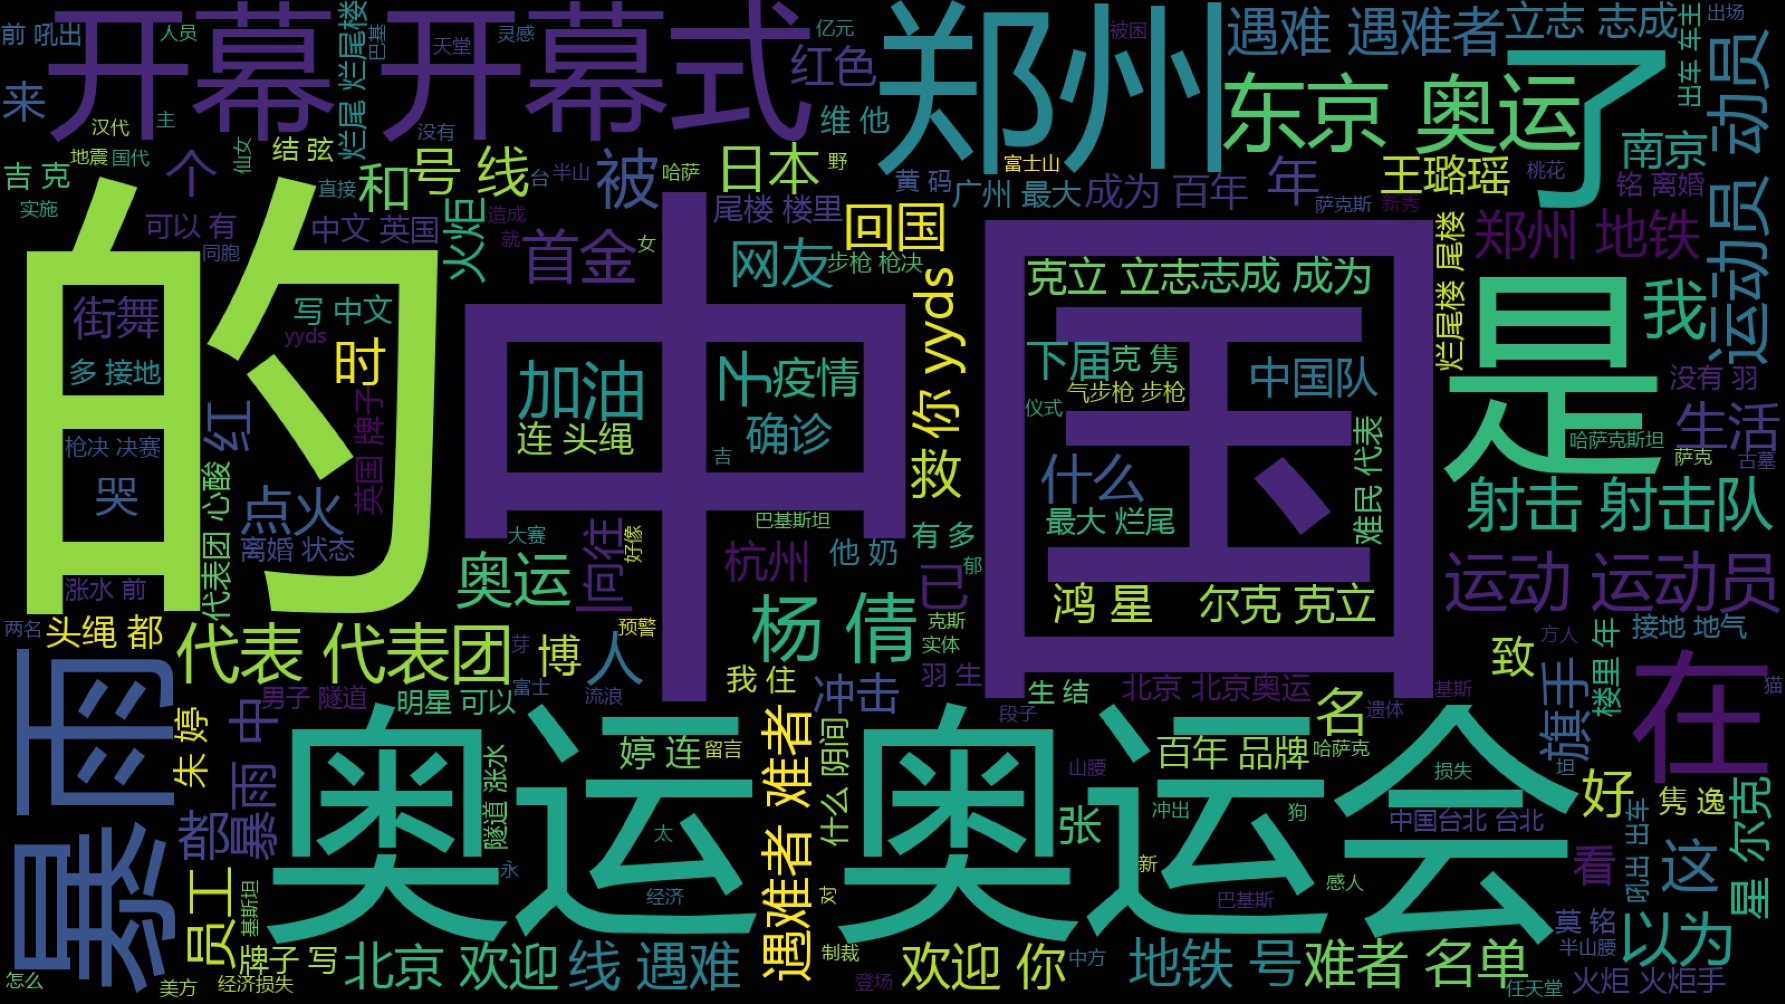 开幕 开幕式
郑州
遇难 遇难者
立志 志成
出场
了
东京 奥运
前 吼出
人员
烂尾 烂尾楼
巴基
天堂
灵感
亿元
被困
红色
维 他
来
汉代
主
没有
地震
国代
仙女
结 弦
吉 克
实施
个
直接
和
号 线
台
半山
被
哈萨
日本
野
富士山
黄 码
广州 最大
成为 百年
年
萨克斯
新秀
王璐瑶
桃花
南京
铭 离婚
出车 车主
动员 运动员
可以 有
同胞
中文 英国
火炬
造成
就
首金
女
尾楼 楼里
网友
步枪 枪决
回国
郑州 地铁
烂尾楼 尾楼
的
中国
街舞
写 中文
yyds
多 接地
时
红
英国 牌子
枪决 决赛
哭
点火
离婚 状态
代表团 心酸
涨水 前
加油
连 头绳
子
疫情
确诊
吉
救 你 yyds
克立 立志
志成 成为
下届
克 隽
气步枪 步枪
中国队
仪式
什么
最大 烂尾
难民 代表
鸿 星
尔克 克立
是
我
没有 羽
生活
哈萨克斯坦
萨克
古墓
射击 射击队
运动 运动员
接地 地气
方人
楼里 年
致
旗手
在
猫
奥运
大赛
向往
好像
巴基斯坦
杭州
他 奶
有 多
已
郁
克斯
实体
杨 倩
羽 生
我 住
冲击
生 结
北京 北京奥运
名
遗体
基斯
两名
头绳 都
代表 代表团
芽
博
人
预警
富士
流浪
男子 隧道
明星 可以
暴雨
朱 婷
中
暴雨
都
员工
基斯坦
牌子 写
怎么
美方
经济损失
奥运 奥运会
隧道 涨水
婷 连
留言
太
永
经济
遇难者 难者
什么 阴间
对
段子
山腰
张
冲出
新
狗
百年 品牌
哈萨克
损失
坦
中国台北 台北
巴基斯
感人
好
隽 逸
星 尔克
吼出 出车
看
这
莫 铭
半山腰
以为
北京 欢迎
线 遇难
制裁
登场
欢迎 你
中方
地铁 号
难者 名单
任天堂
火炬 火炬手